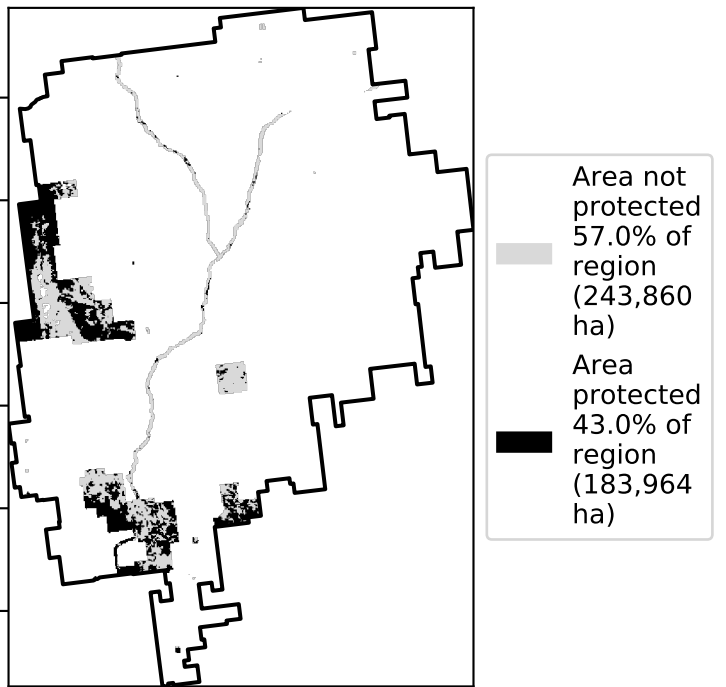 Area not
protected
57.0% of
region
(243,860
ha)
Area
protected
43.0% of
region
(183,964
ha)